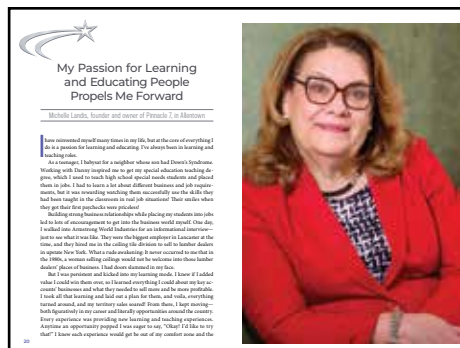 My Passion for Learning
and Educating People
Propels Me Forward
Michelle Landis, founder and owner of Pinnacle 7, in Allentown
I have reinvented myself many times in my life, but at the core of everything I
do is a passion for learning and educating. I've always been in learning and
teaching roles.
As a teenager, I babysat for a neighbor whose son had Down's Syndrome.
Working with Danny inspired me to get my special education teaching de-
gree, which I used to teach high school special needs students and placed
them in jobs. I had to learn a lot about different business and job require-
ments, but it was rewarding watching them successfully use the skills they
had been taught in the classroom in real job situations! Their smiles when
they got their first paychecks were priceless!
Building strong business relationships while placing my students into jobs
led to lots of encouragement to get into the business world myself. One day,
I walked into Armstrong World Industries for an informational interview—
just to see what it was like. They were the biggest employer in Lancaster at the
time, and they hired me in the ceiling tile division to sell to lumber dealers
in upstate New York. What a rude awakening: It never occurred to me that in
the 1980s, a woman selling ceilings would not be welcome into those lumber
dealers' places of business. I had doors slammed in my face.
But I was persistent and kicked into my learning mode. I knew if I added
value I could win them over, so I learned everything I could about my key ac-
counts' businesses and what they needed to sell more and be more profitable.
I took all that learning and laid out a plan for them, and voila, everything
turned around, and my territory sales soared! From there, I kept moving—
both figuratively in my career and literally opportunities around the country.
Every experience was providing new learning and teaching experiences.
Anytime an opportunity popped I was eager to say, "Okay! I'd like to try
that!" I knew each experience would get be out of my comfort zone and the
20